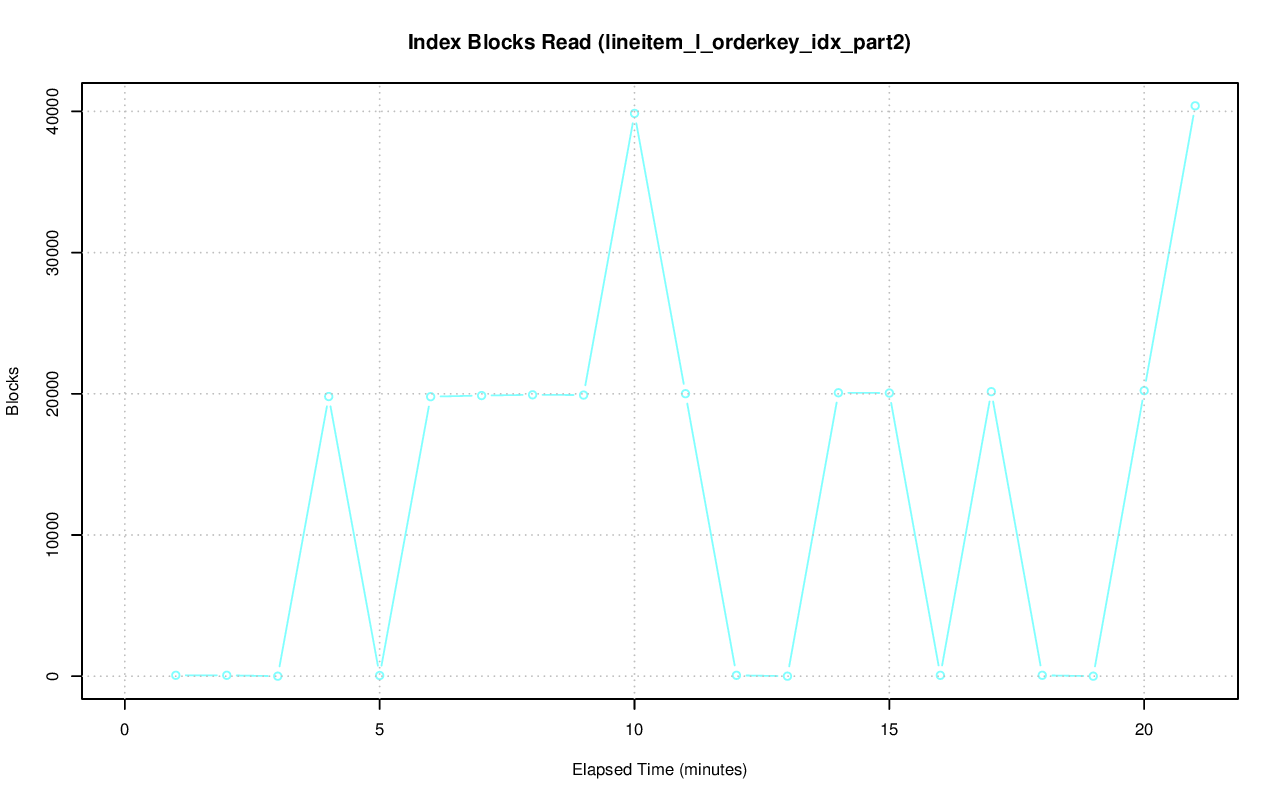 Index Blocks Read (lineitem_l_orderkey_idx_part2)
40000
30000
20000
10000
0
Blocks
0 5 10 15 20
Elapsed Time (minutes)